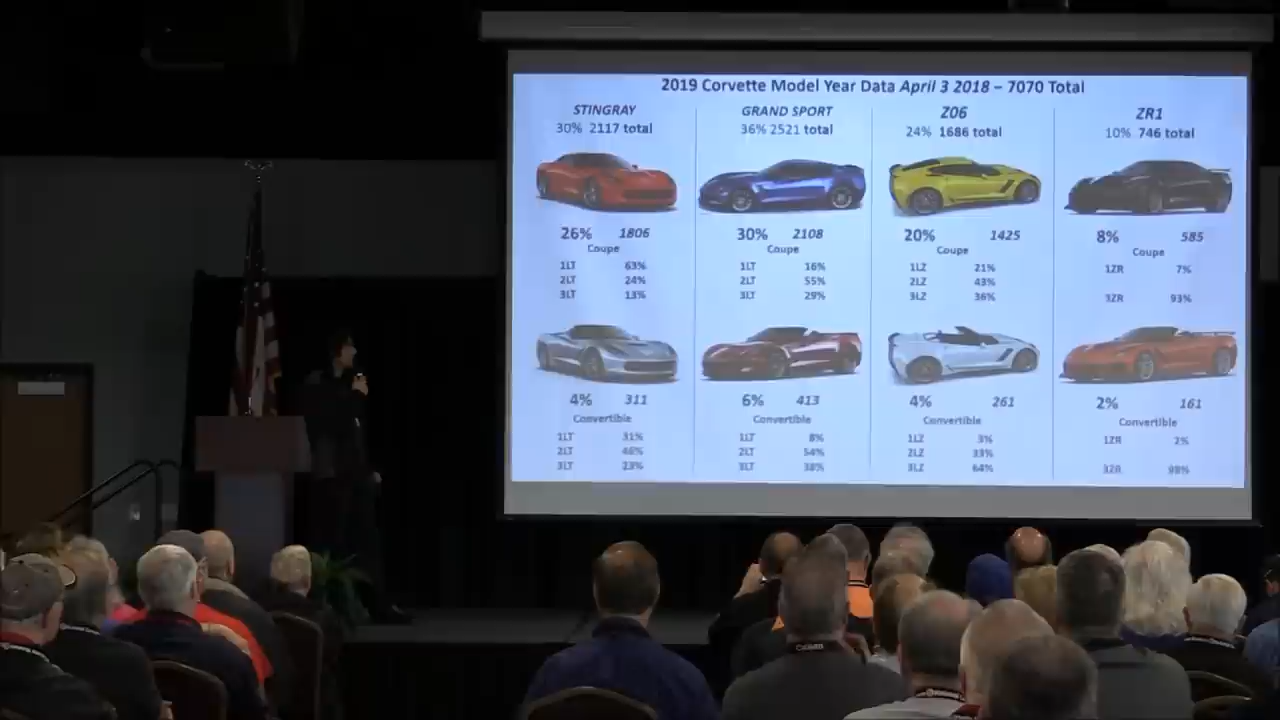 2019 Corvette Model Year Data April 3 2018 – 7070 Total
STINGRAY
30% 2117 total
26% 1806
Coupe
1LT 63%
2LT 24%
3LT 13%
4% 311
Convertible
1LT 31%
2LT 46%
3LT 23%
GRAND SPORT
36% 2521 total
30% 2108
Coupe
1LT 16%
2LT 55%
3LT 29%
6% 413
Convertible
1LT 8%
2LT 54%
3LT 38%
Z06
24% 1686 total
20% 1425
Coupe
1LZ 21%
2LZ 43%
3LZ 36%
4% 261
Convertible
1LZ 3%
2LZ 33%
3LZ 64%
ZR1
10% 746 total
8% 585
Coupe
1ZR 7%
3ZR 93%
2% 161
Convertible
1ZR 2%
3ZR 98%